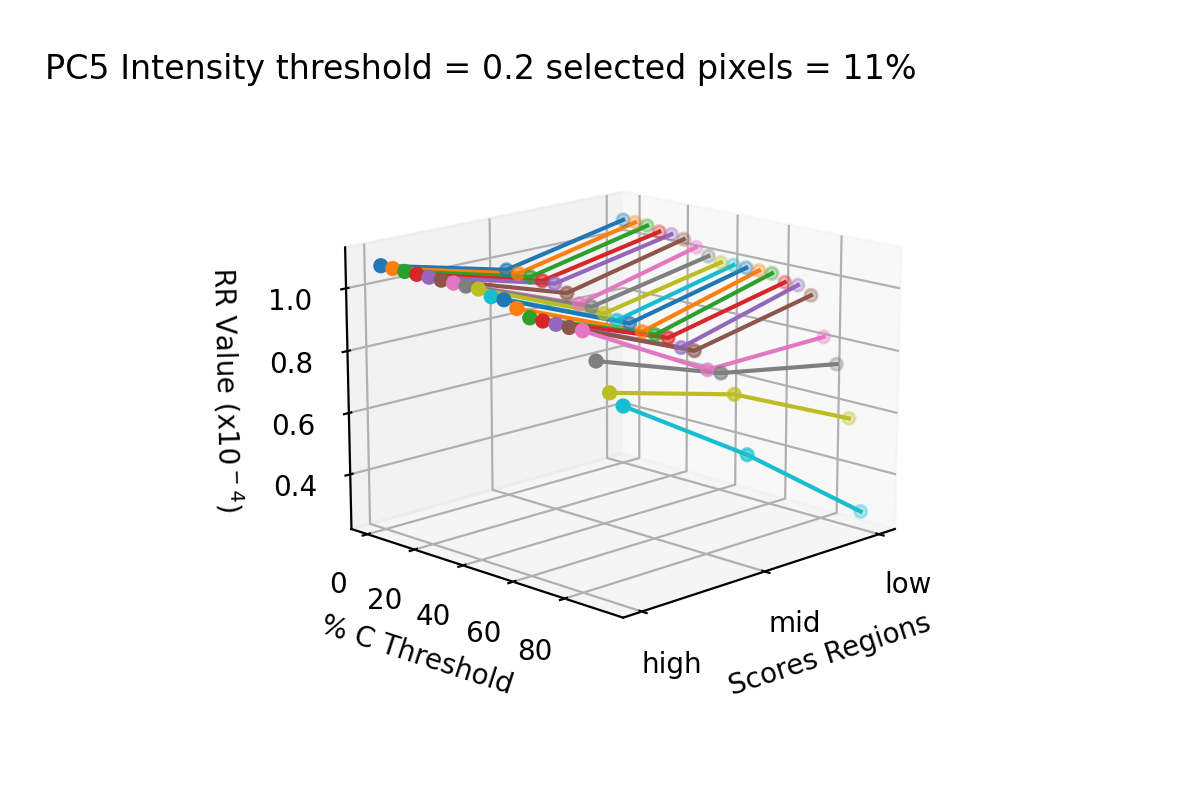 PC5 Intensity threshold = 0.2 selected pixels = 11%
RR Value (x10⁻⁴)
1.0
0.8
0.6
0.4
0
20
40
60
80
% C Threshold
high
mid
low
Scores Regions